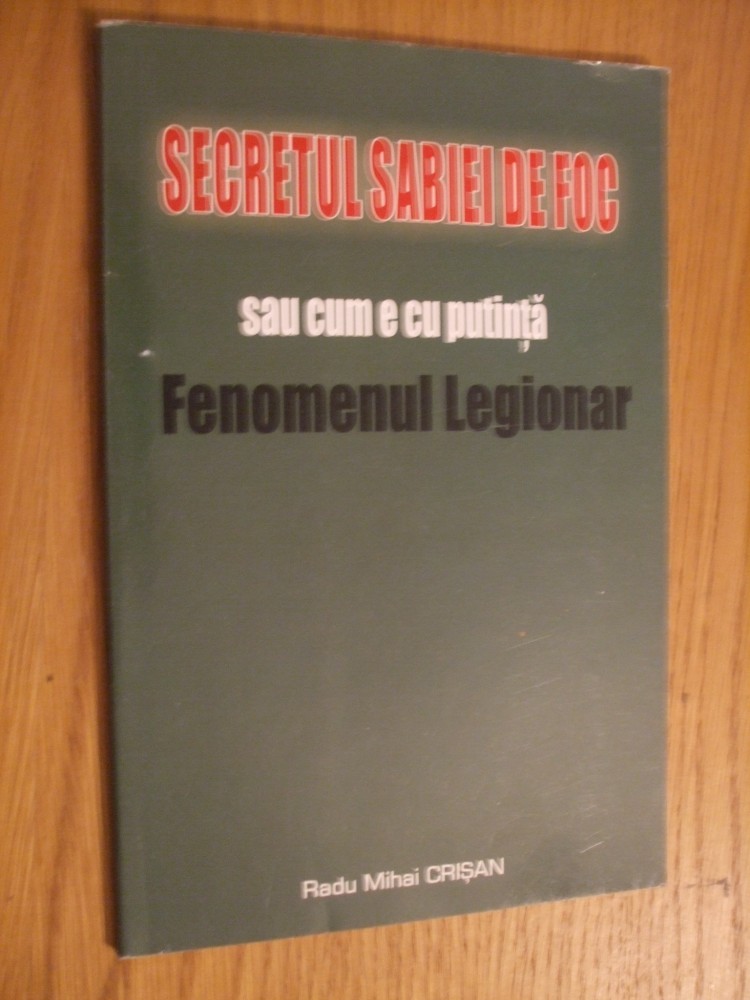 SECRETUL SABIEI DE FOC
sau cum e cu putință
Fenomenul Legionar
Radu Mihai CRIȘAN